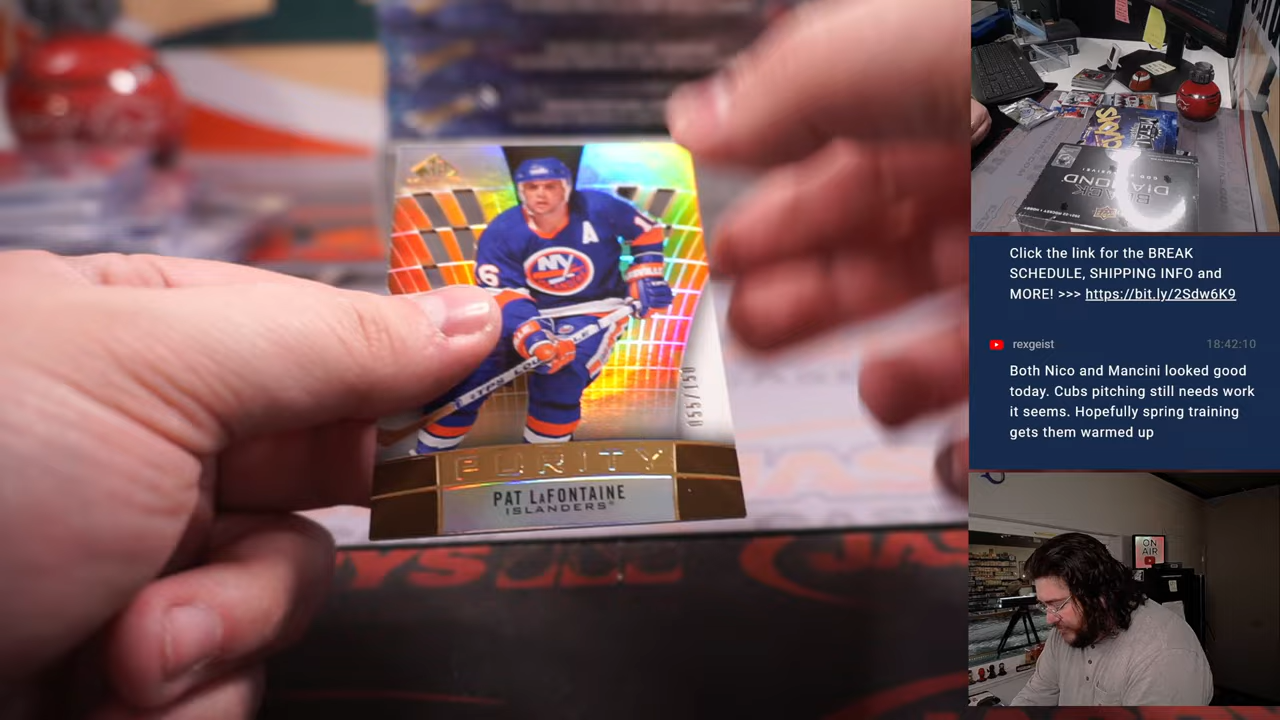 A
NY
16
PURITY
PAT LAFONTAINE
ISLANDERS
Click the link for the BREAK
SCHEDULE, SHIPPING INFO and
MORE! >>> https://bit.ly/2Sdw6K9
rexgeist
18:42:10
Both Nico and Mancini looked good
today. Cubs pitching still needs work
it seems. Hopefully spring training
gets them warmed up
ON
AIR
DIAMOND